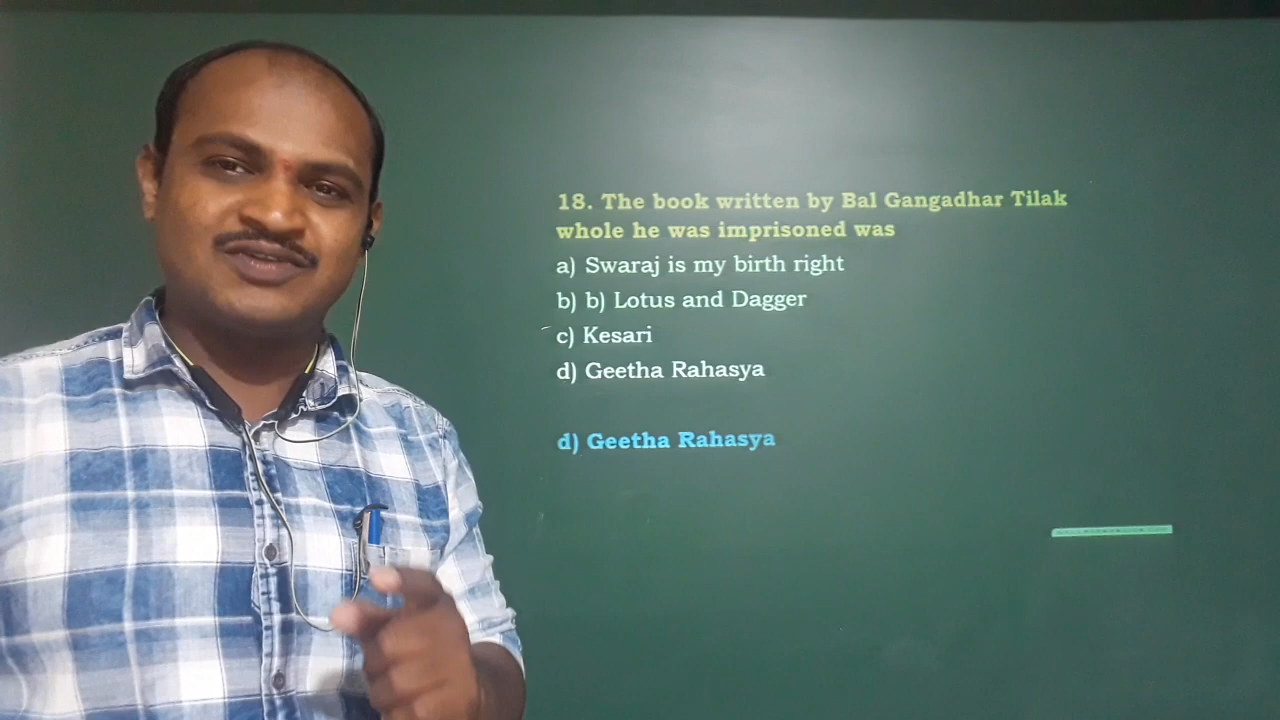 18. The book written by Bal Gangadhar Tilak
whole he was imprisoned was
a) Swaraj is my birth right
b) b) Lotus and Dagger
c) Kesari
d) Geetha Rahasya
d) Geetha Rahasya